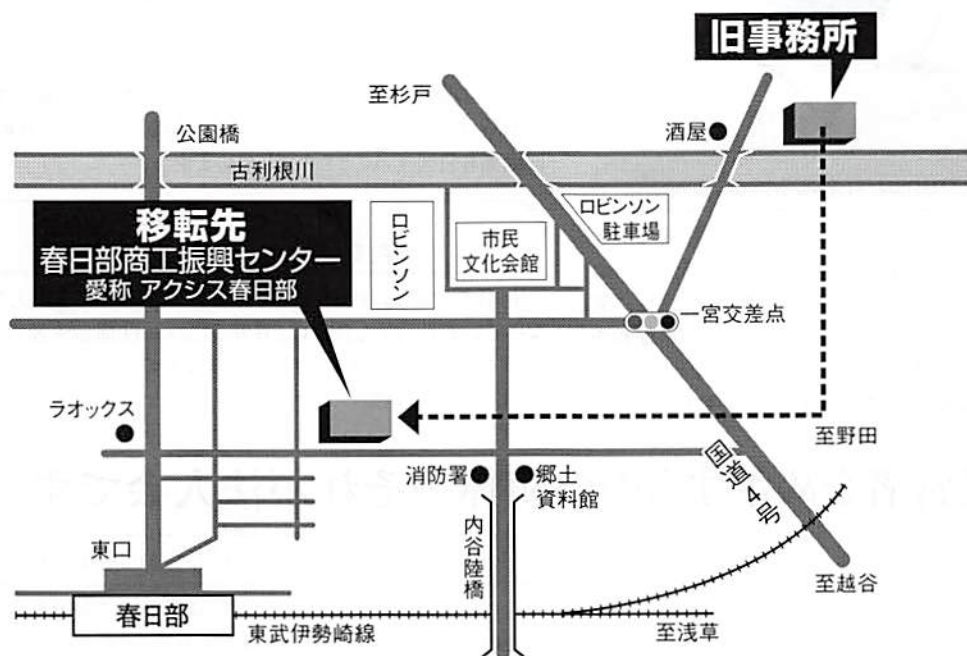 旧事務所
至杉戸
酒屋
公園橋
古利根川
移転先
春日部商工振興センター
愛称 アクシス春日部
ロビンソン
市民
文化会館
ロビンソン
駐車場
一宮交差点
ラオックス
至野田
消防署
郷土
資料館
国道4号
内谷陸橋
東口
至越谷
春日部
東武伊勢崎線
至浅草